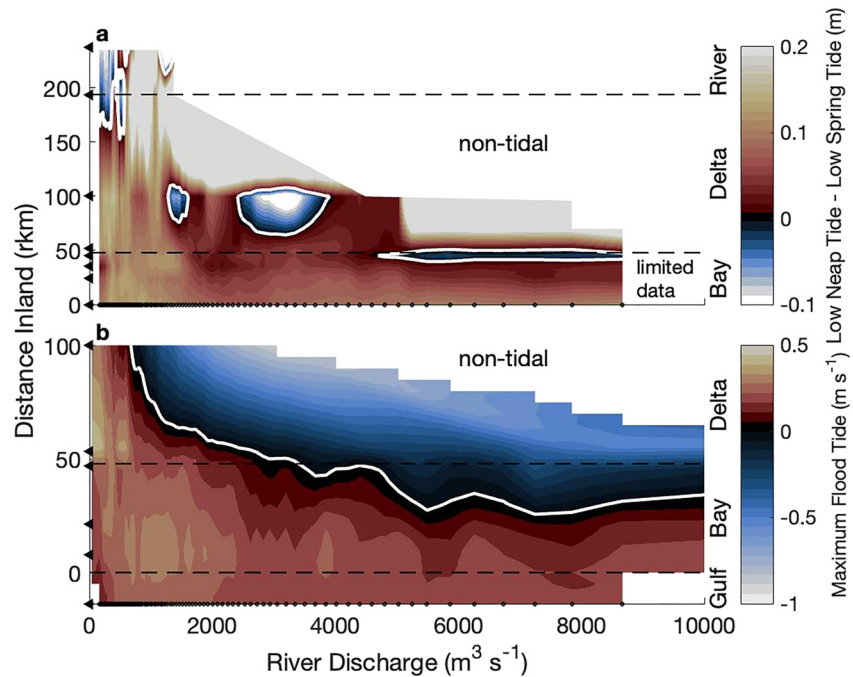 a
200
150
100
50
0
Distance Inland (rkm)
non-tidal
limited
data
River
Delta
Bay
0.2
0.1
0
-0.1
Low Neap Tide - Low Spring Tide (m)
b
100
50
0
non-tidal
Delta
Bay
Gulf
0.5
0
-0.5
-1
Maximum Flood Tide (m s⁻¹)
0
2000
4000
6000
8000
10000
River Discharge (m³ s⁻¹)